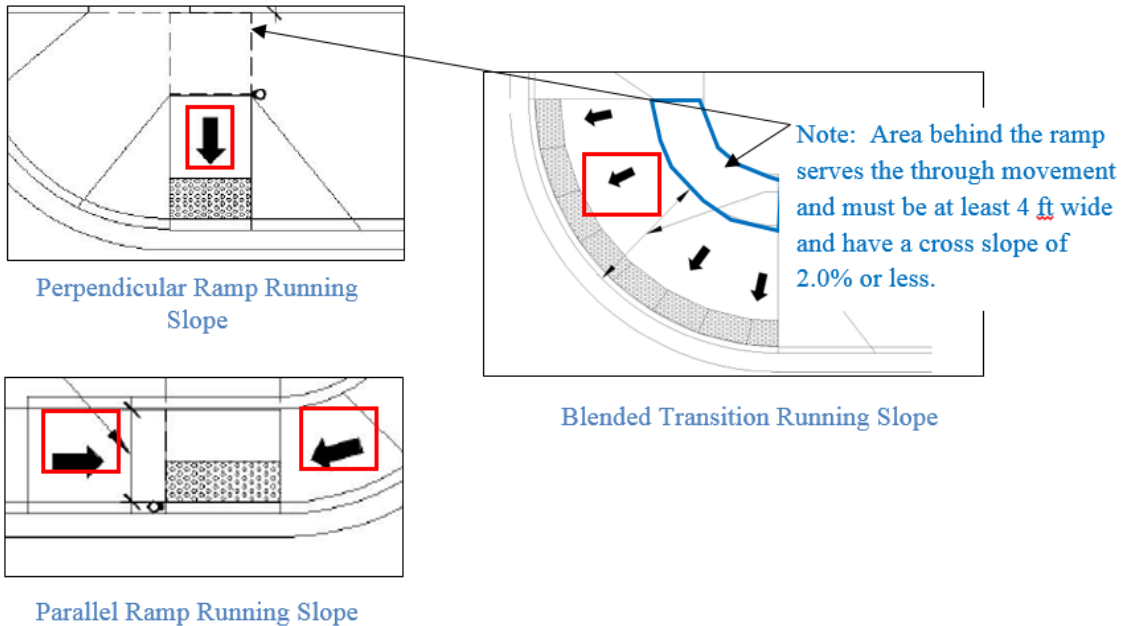 Perpendicular Ramp Running
Slope
Note: Area behind the ramp
serves the through movement
and must be at least 4 ft wide
and have a cross slope of
2.0% or less.
Blended Transition Running Slope
Parallel Ramp Running Slope